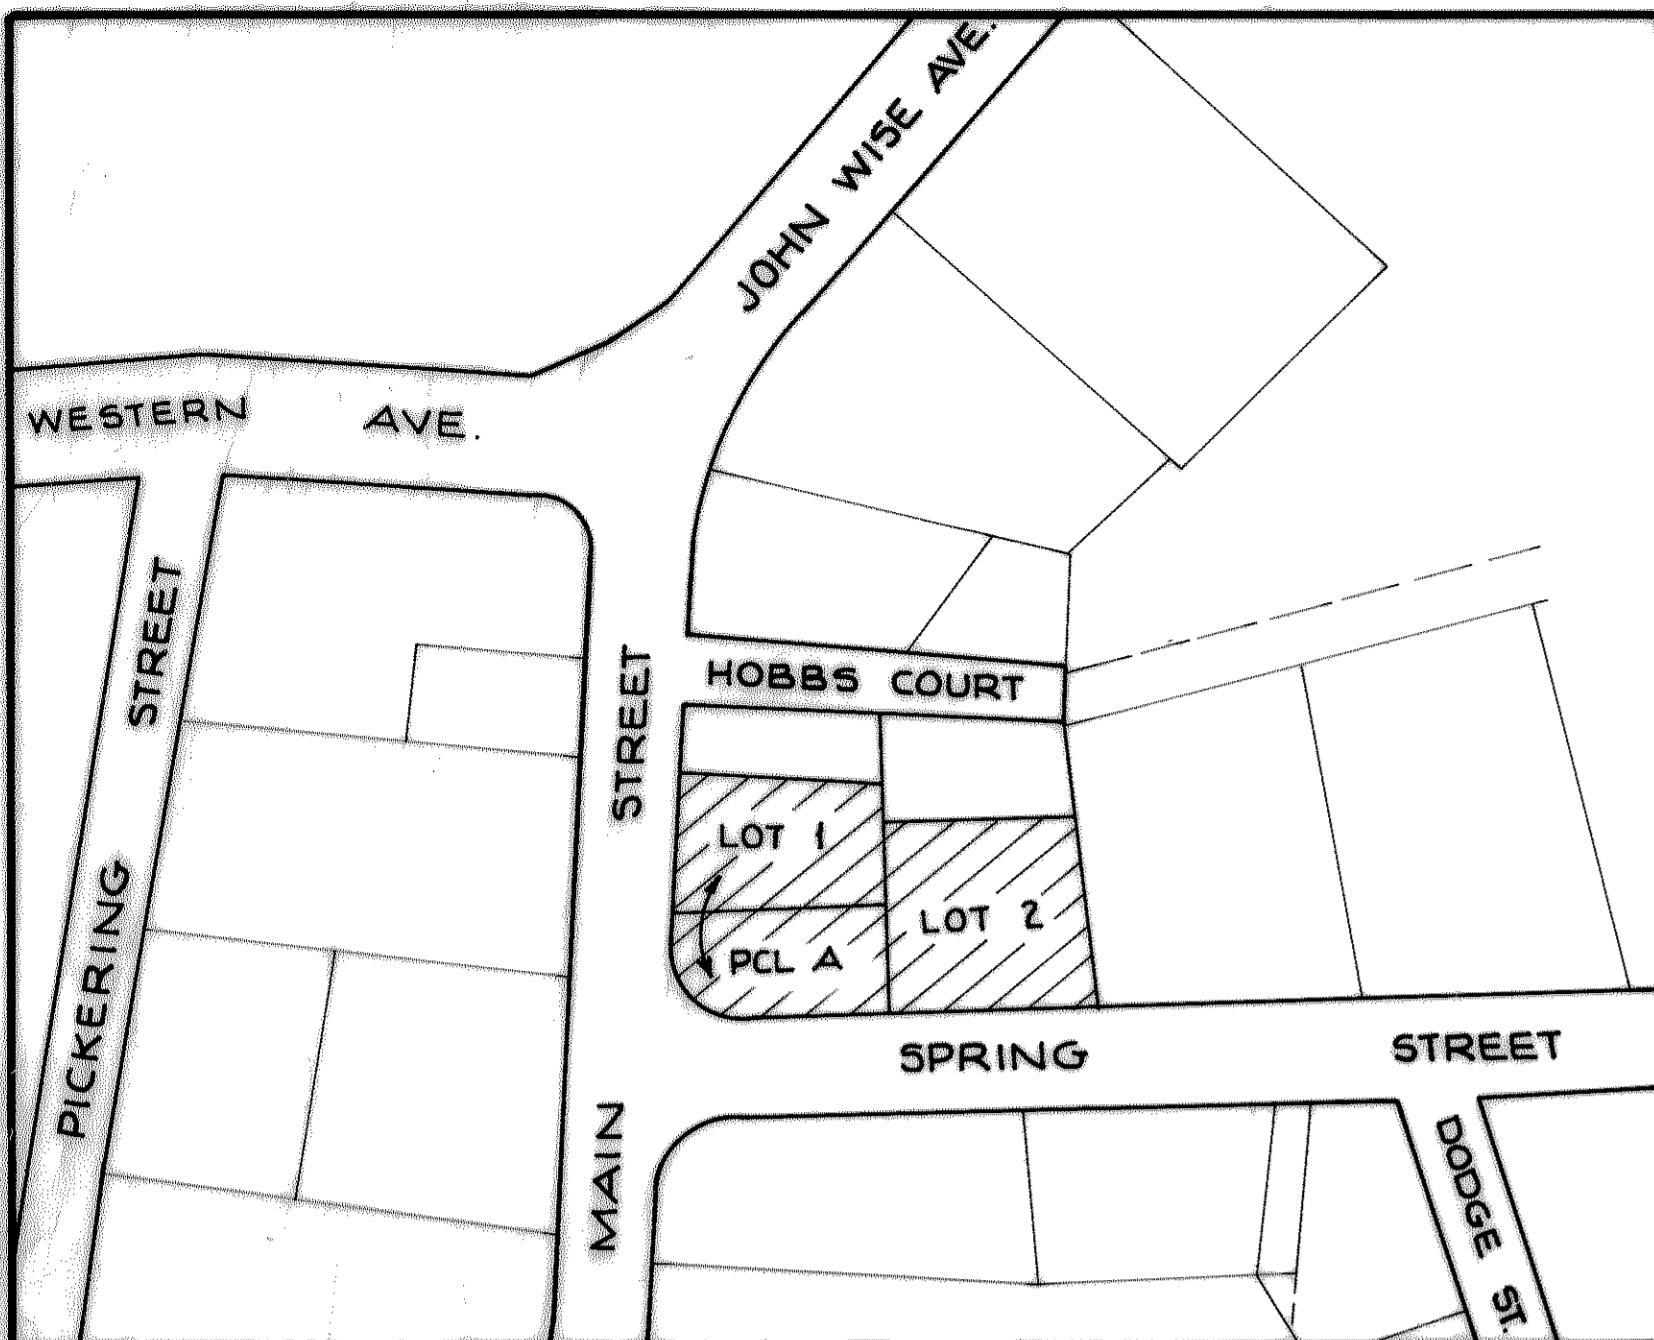 JOHN WISE AVE.
WESTERN AVE.
PICKERING STREET
MAIN STREET
HOBBS COURT
LOT 1
PCL A
LOT 2
SPRING STREET
DODGE ST.